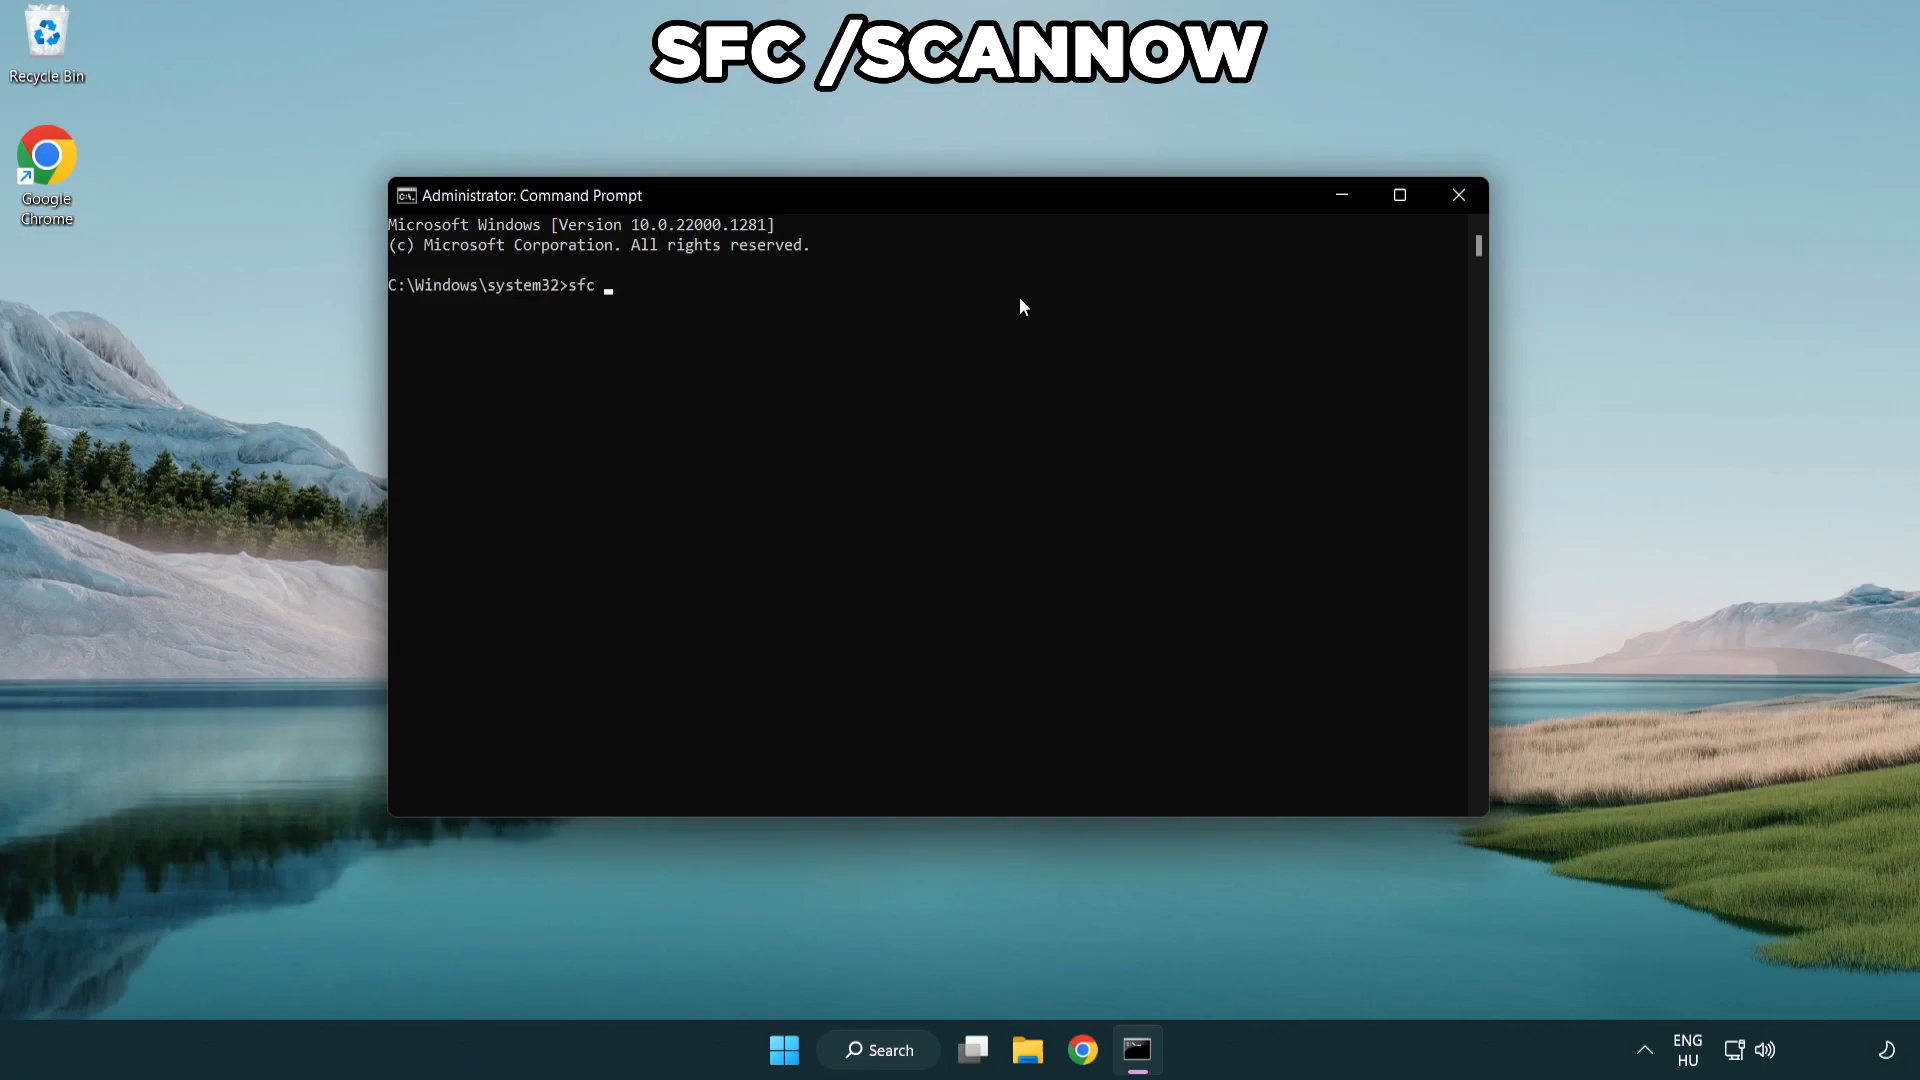 SFC /SCANNOW
Recycle Bin
Google
Chrome
Administrator: Command Prompt
Microsoft Windows [Version 10.0.22000.1281]
(c) Microsoft Corporation. All rights reserved.
C:\Windows\system32>sfc
Search
ENG
HU